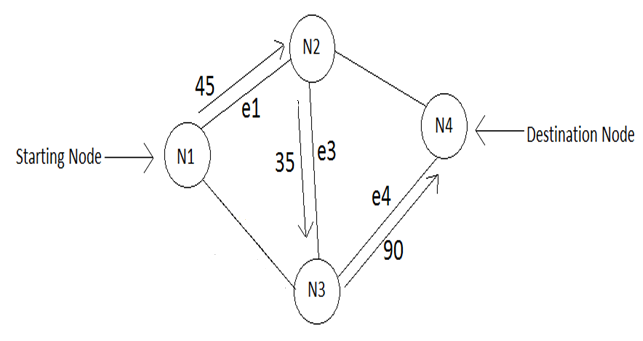 N2
45
e1
N4
Destination Node
Starting Node
N1
35
e3
e4
90
N3